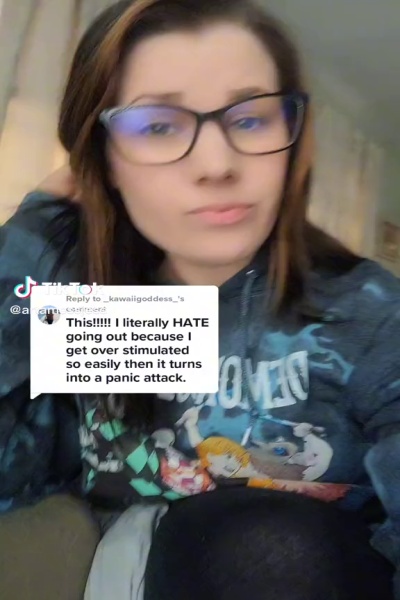 TikTok
Reply to _kawaiigoddess_'s
comment
This!!!!! I literally HATE
going out because I
get over stimulated
so easily then it turns
into a panic attack.